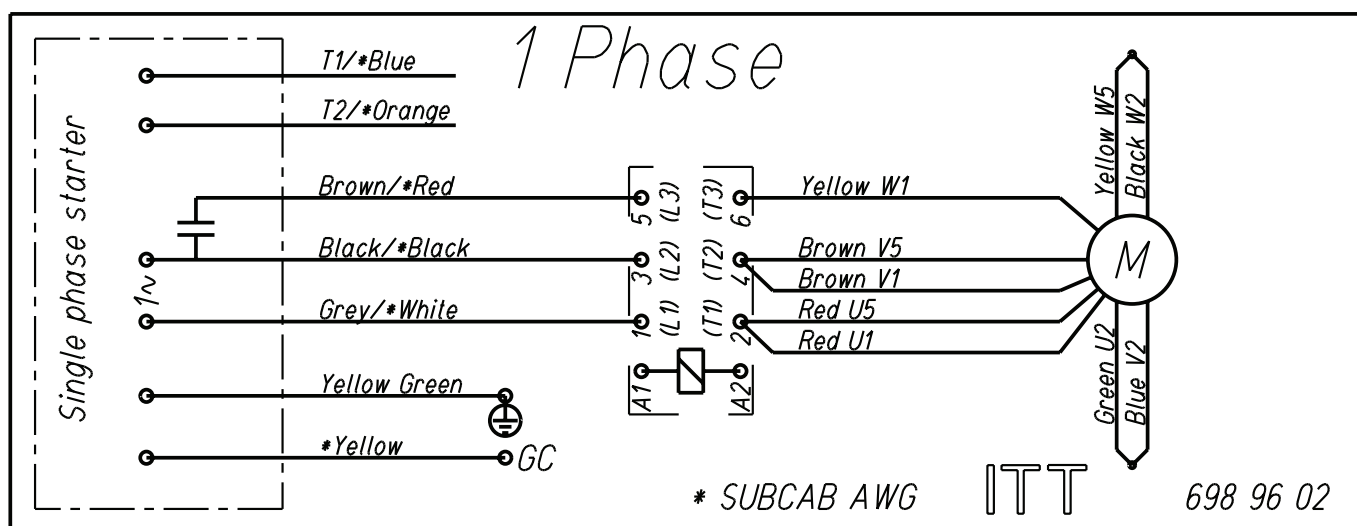 1 Phase
Single phase starter
T1/*Blue
T2/*Orange
Brown/*Red
Black/*Black
1~
Grey/*White
Yellow Green
*Yellow
GC
5 (L3) (T3) 6
3 (L2) (T2) 4
1 (L1) (T1) 2
A1 A2
Yellow W1
Brown V5
Brown V1
Red U5
Red U1
Yellow W5
Black W2
M
Green U2
Blue V2
* SUBCAB AWG
ITT
698 96 02